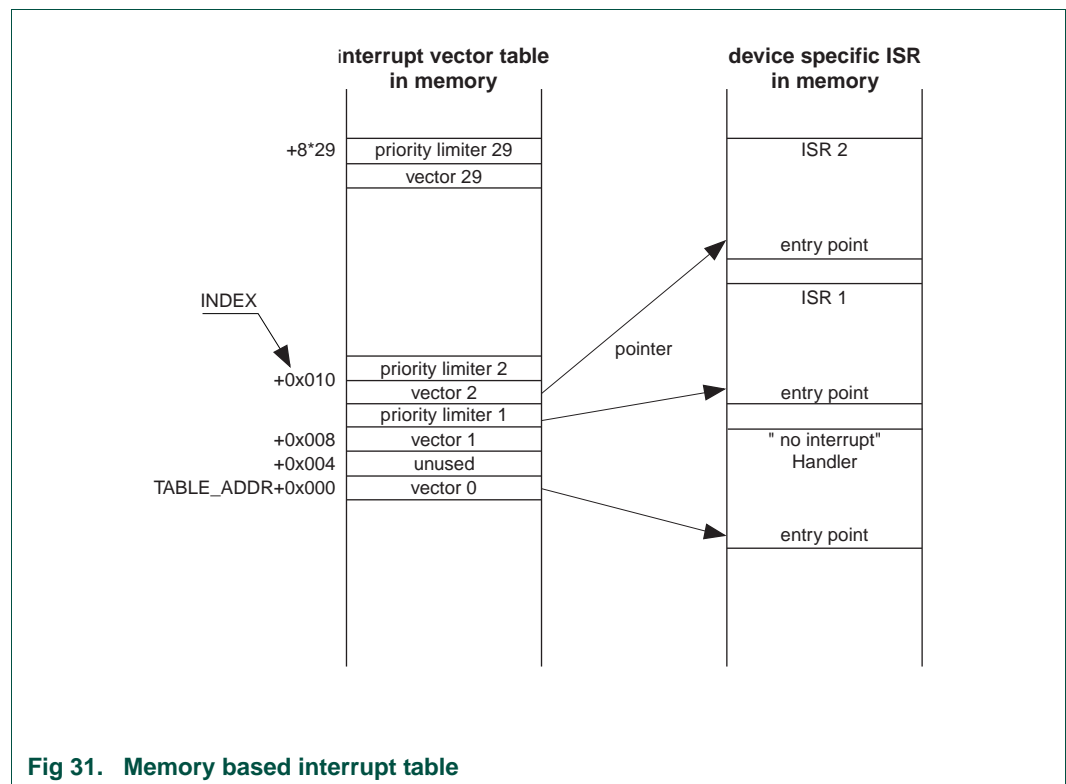 interrupt vector table
in memory
device specific ISR
in memory
+8*29
priority limiter 29
vector 29
ISR 2
entry point
INDEX
ISR 1
pointer
priority limiter 2
+0x010
vector 2
entry point
priority limiter 1
+0x008
vector 1
" no interrupt"
Handler
+0x004
unused
TABLE_ADDR+0x000
vector 0
entry point
Fig 31. Memory based interrupt table